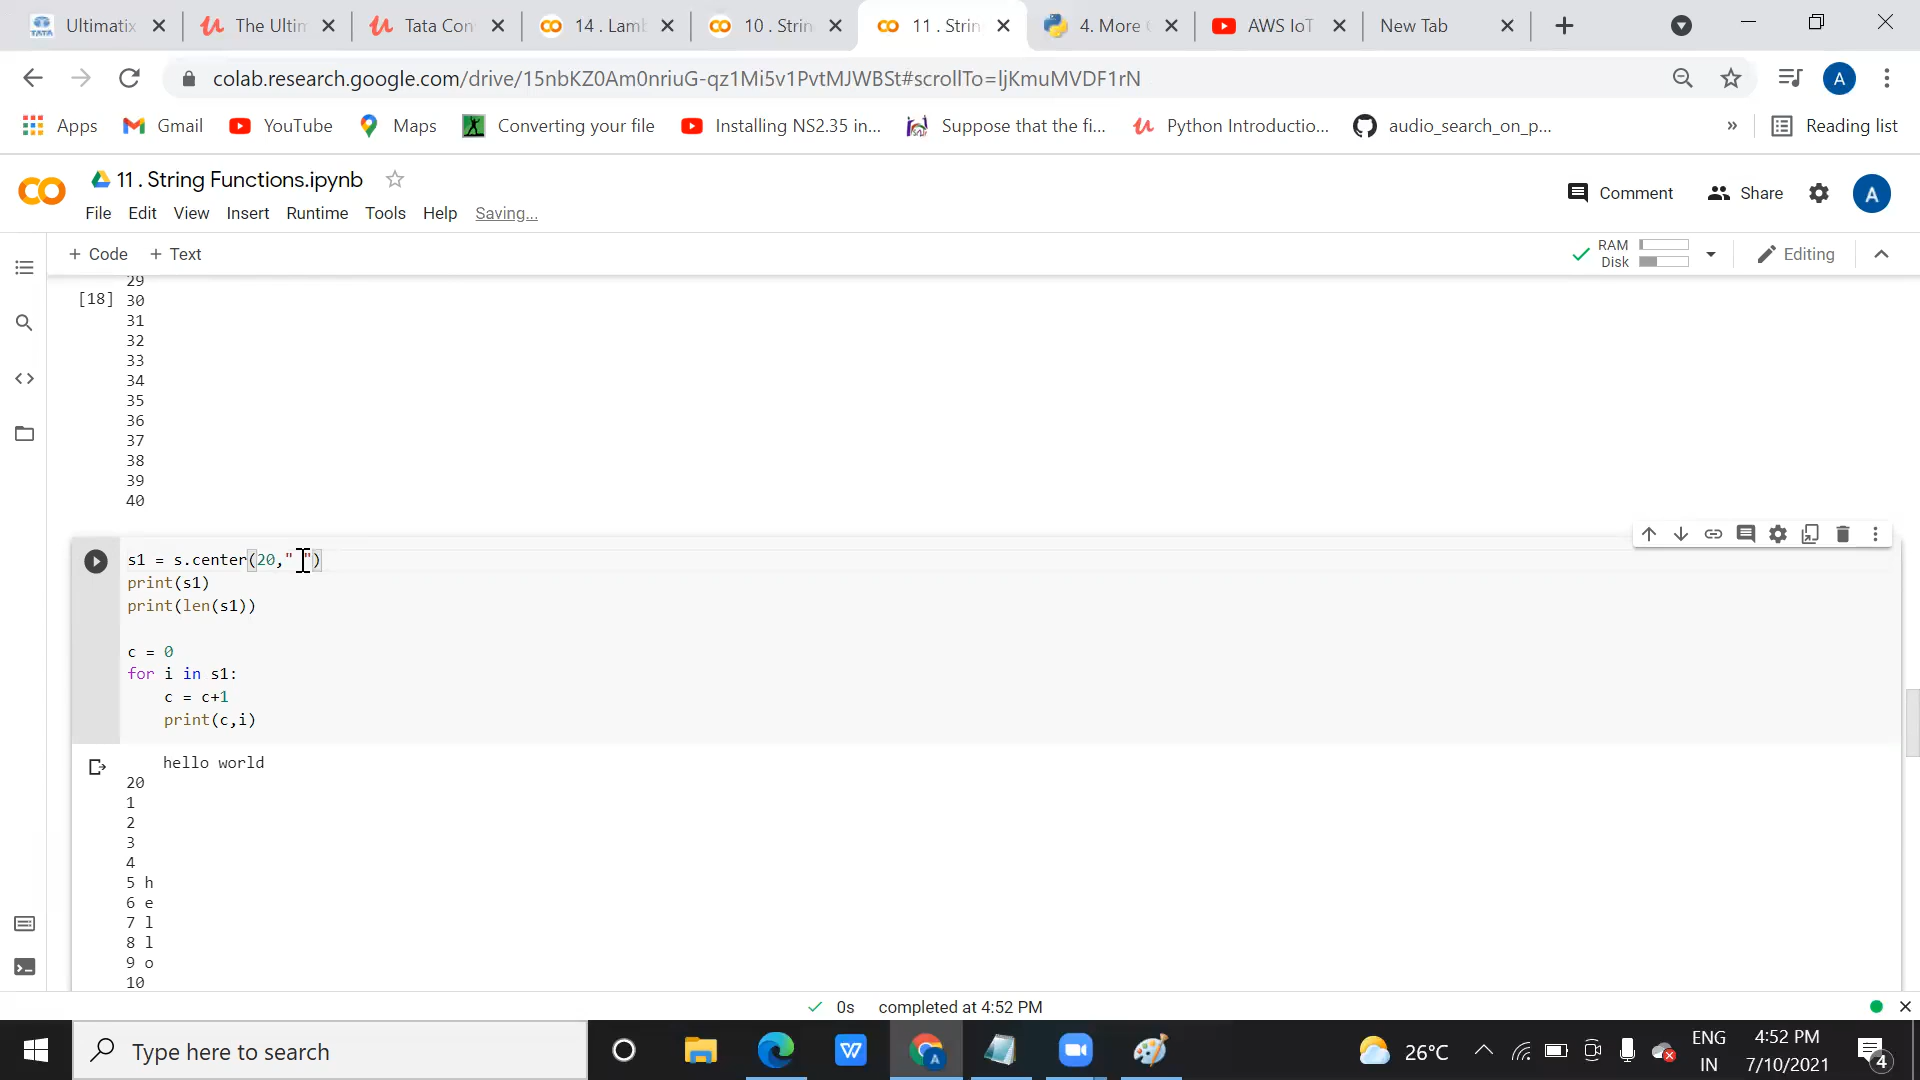 Ultimatix
The Ultim
Tata Con
14 . Lamb
10 . Strin
11 . Strin
4. More
AWS IoT
New Tab
colab.research.google.com/drive/15nbKZ0Am0nriuG-qz1Mi5v1PvtMJWBSt#scrollTo=ljKmuMVDF1rN
A
Apps
Gmail
YouTube
Maps
Converting your file
Installing NS2.35 in...
Suppose that the fi...
Python Introductio...
audio_search_on_p...
»
Reading list
11 . String Functions.ipynb
Comment
Share
A
File Edit View Insert Runtime Tools Help Saving...
+ Code + Text
RAM
Disk
Editing
29
[18] 30
31
32
33
34
35
36
37
38
39
40
s1 = s.center(20," ")
print(s1)
print(len(s1))
c = 0
for i in s1:
c = c+1
print(c,i)
hello world
20
1
2
3
4
5 h
6 e
7 l
8 l
9 o
10
0s completed at 4:52 PM
Type here to search
26°C
ENG
IN
4:52 PM
7/10/2021
4